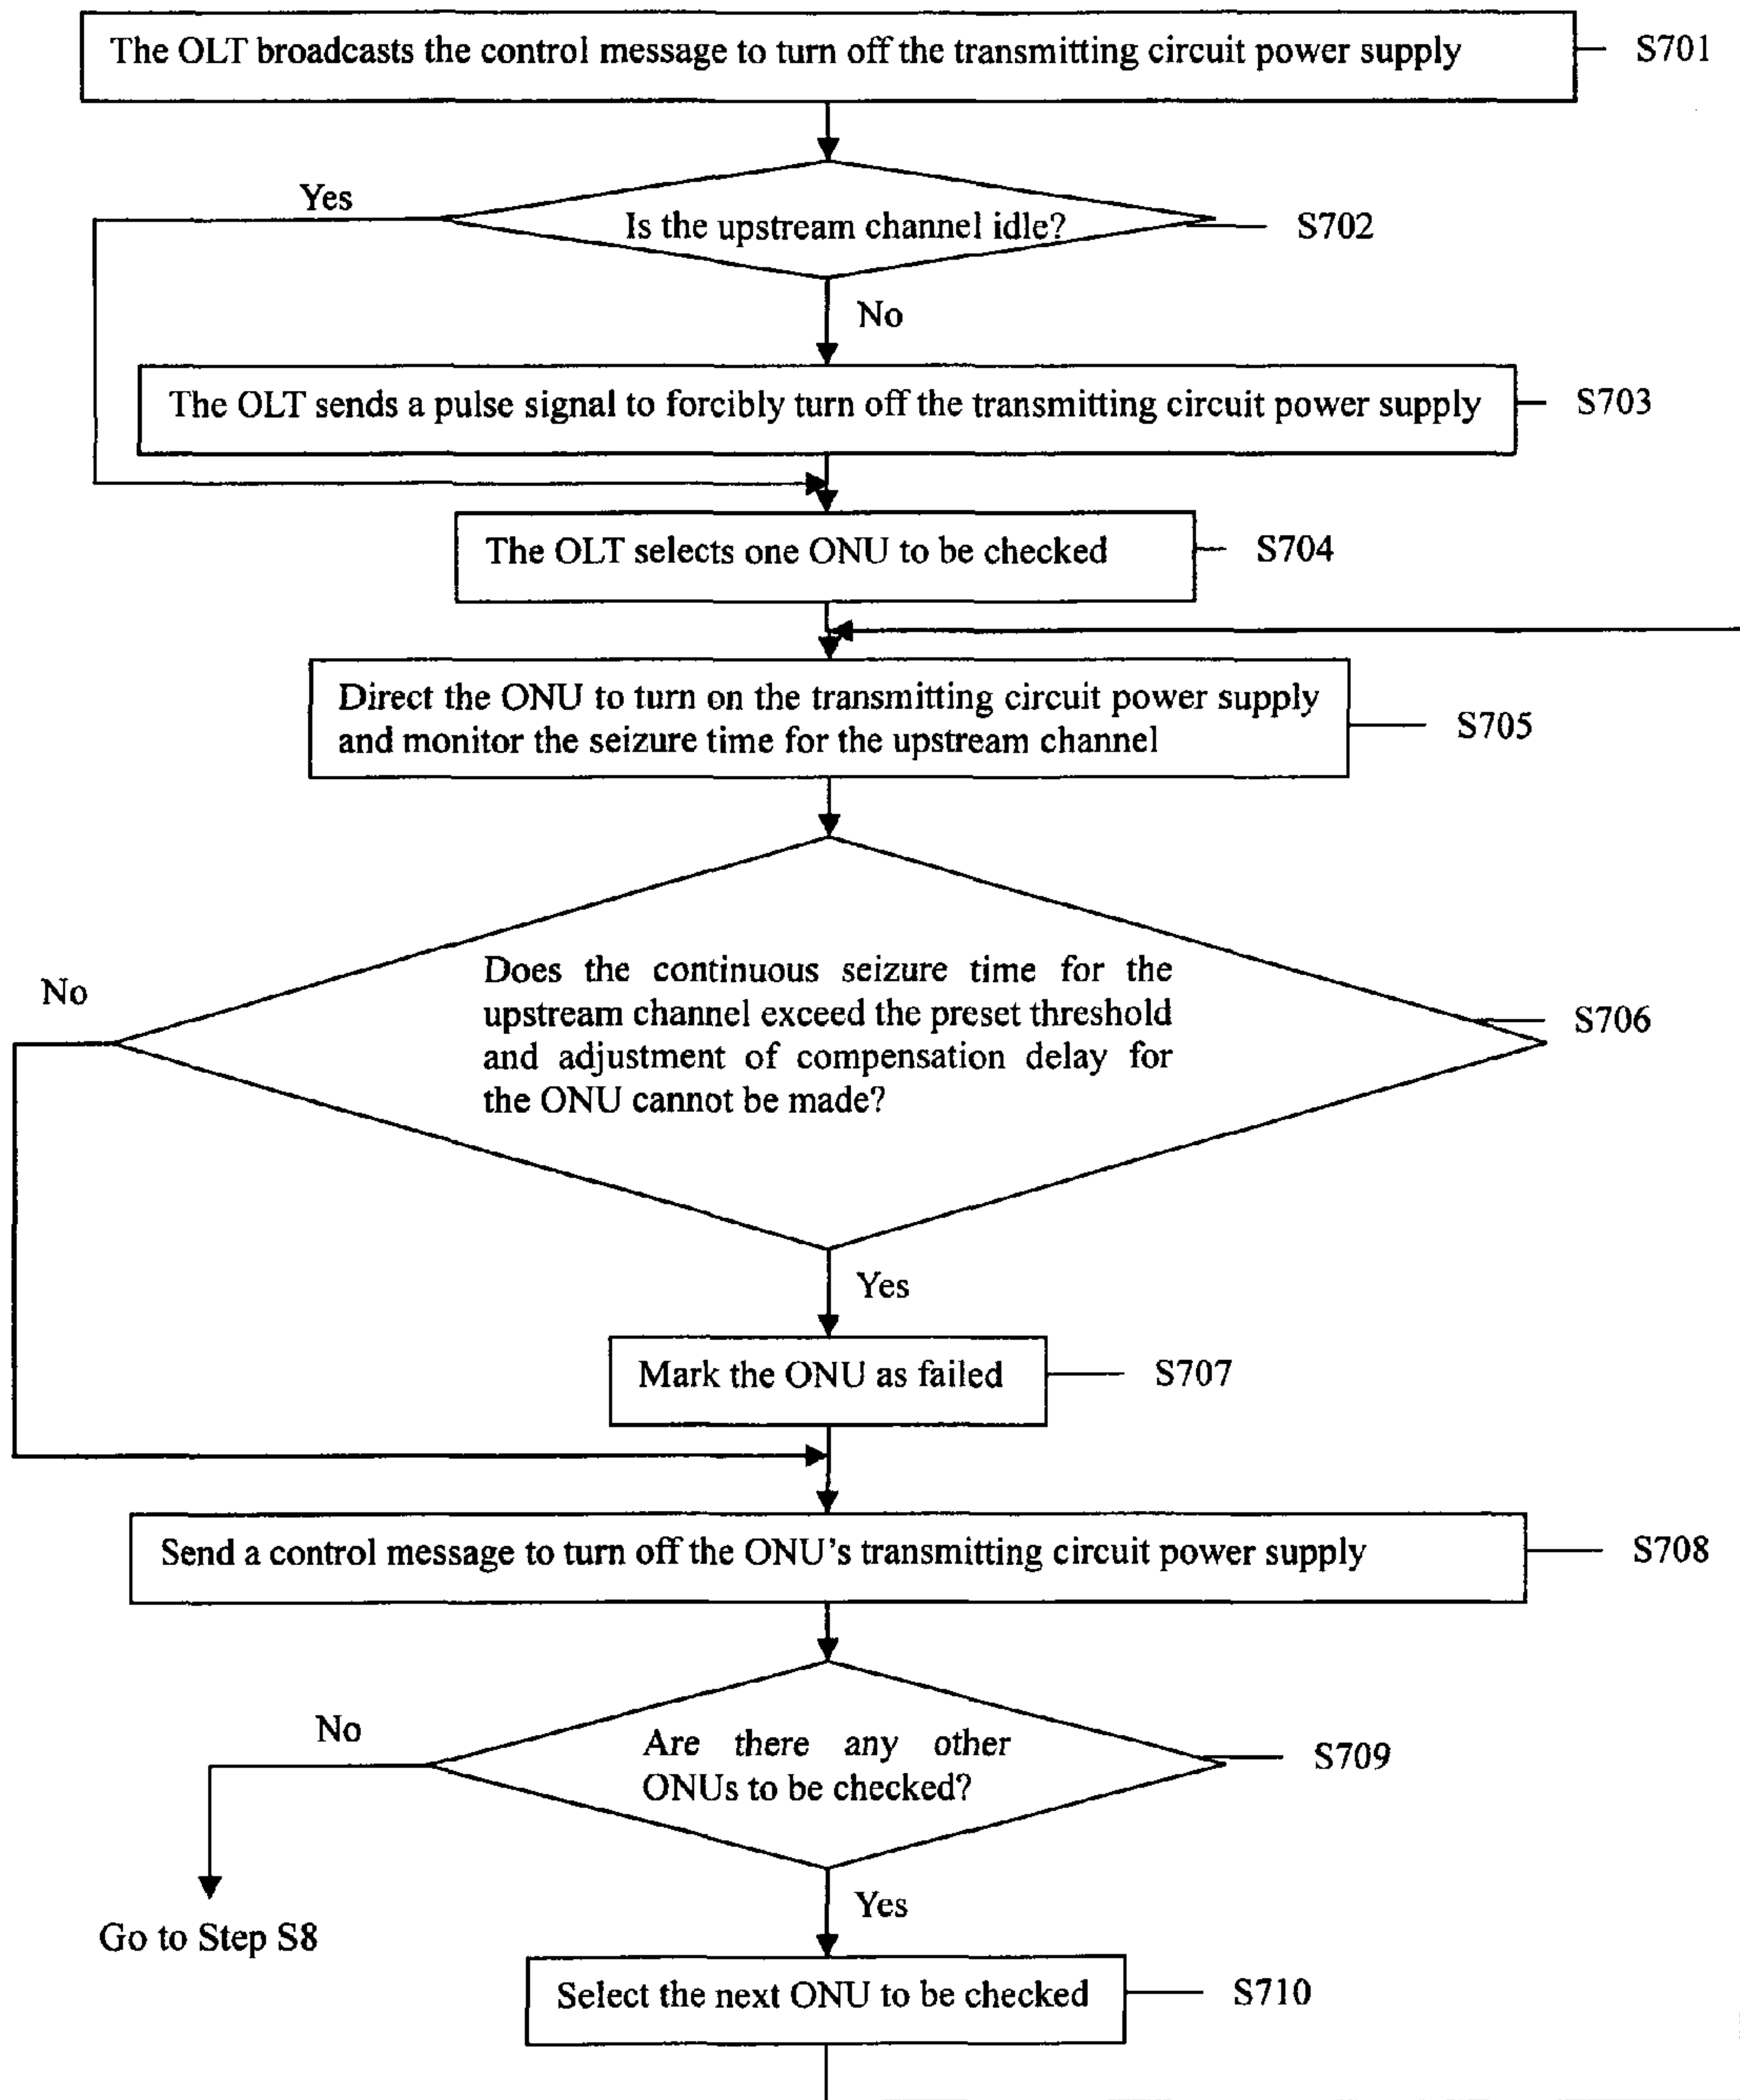 The OLT broadcasts the control message to turn off the transmitting circuit power supply
S701
Yes
Is the upstream channel idle?
S702
No
The OLT sends a pulse signal to forcibly turn off the transmitting circuit power supply
S703
The OLT selects one ONU to be checked
S704
Direct the ONU to turn on the transmitting circuit power supply
and monitor the seizure time for the upstream channel
S705
No
Does the continuous seizure time for the
upstream channel exceed the preset threshold
and adjustment of compensation delay for
the ONU cannot be made?
S706
Yes
Mark the ONU as failed
S707
Send a control message to turn off the ONU’s transmitting circuit power supply
S708
No
Are there any other
ONUs to be checked?
S709
Go to Step S8
Yes
Select the next ONU to be checked
S710